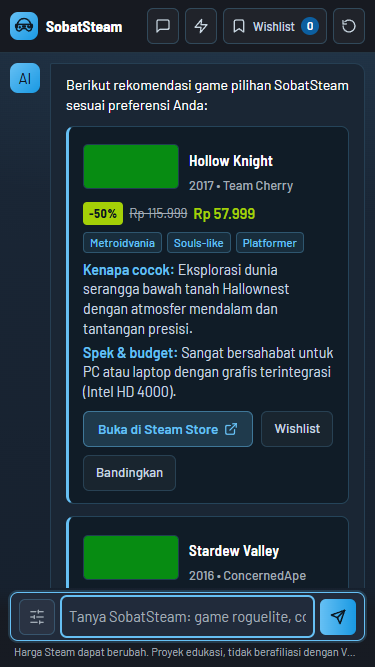 SobatSteam
Wishlist 0
AI
Berikut rekomendasi game pilihan SobatSteam
sesuai preferensi Anda:
Hollow Knight
2017 • Team Cherry
-50% Rp 115.999 Rp 57.999
Metroidvania Souls-like Platformer
Kenapa cocok: Eksplorasi dunia
serangga bawah tanah Hallownest
dengan atmosfer mendalam dan
tantangan presisi.
Spek & budget: Sangat bersahabat untuk
PC atau laptop dengan grafis terintegrasi
(Intel HD 4000).
Buka di Steam Store
Wishlist
Bandingkan
Stardew Valley
2016 • ConcernedApe
Tanya SobatSteam: game roguelite, co
Harga Steam dapat berubah. Proyek edukasi, tidak berafiliasi dengan V...